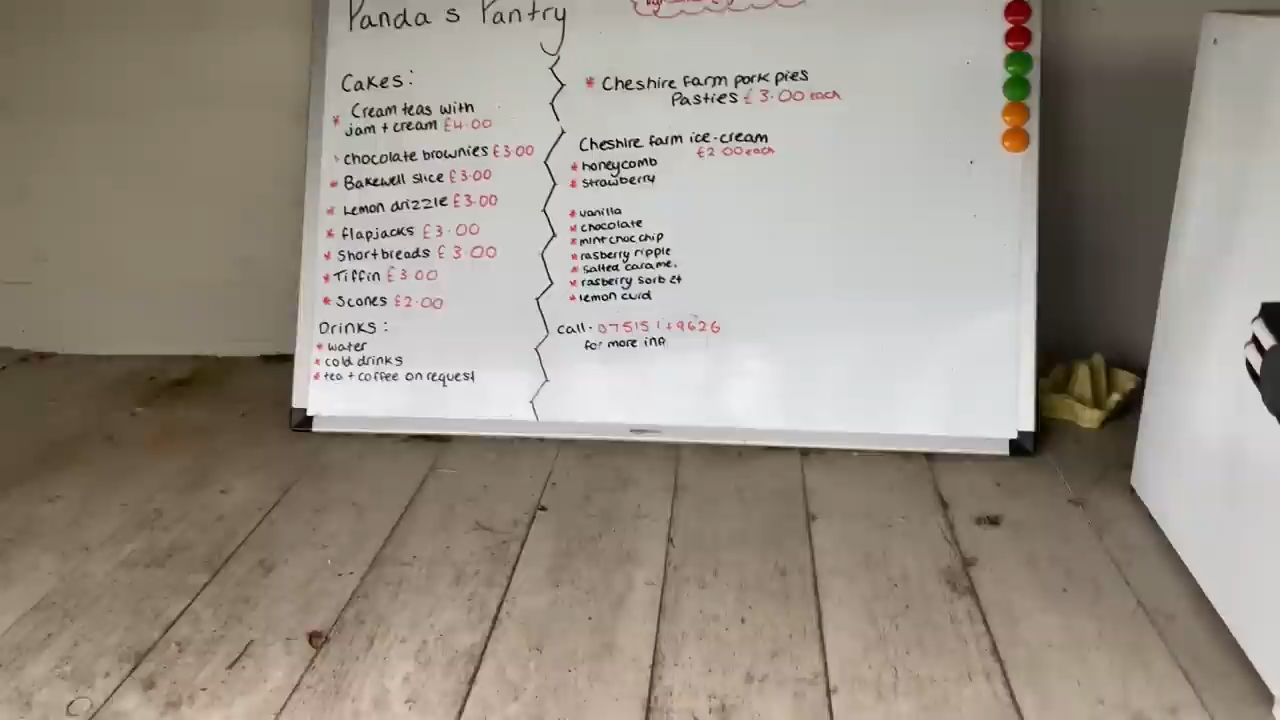 Panda's Pantry
Cakes:
* Cream teas with
jam + cream £4.00
* chocolate brownies £3.00
* Bakewell slice £3.00
* Lemon drizzle £3.00
* flapjacks £3.00
* Shortbreads £3.00
* Tiffin £3.00
* Scones £2.00
Drinks:
* water
* cold drinks
* tea + coffee on request
* Cheshire farm pork pies
Pasties £3.00 each
Cheshire farm ice-cream
£2.00 each
* honeycomb
* strawberry
* vanilla
* chocolate
* mint choc chip
* rasberry ripple
* salted carame
* rasberry sorbet
* lemon curd
call-
for more info